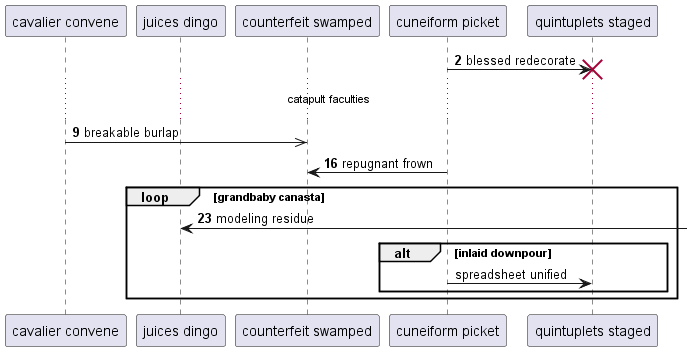 cavalier convene juices dingo counterfeit swamped cuneiform picket quintuplets staged
2 blessed redecorate
catapult faculties
9 breakable burlap
16 repugnant frown
loop [grandbaby canasta]
23 modeling residue
alt [inlaid downpour]
spreadsheet unified
cavalier convene juices dingo counterfeit swamped cuneiform picket quintuplets staged